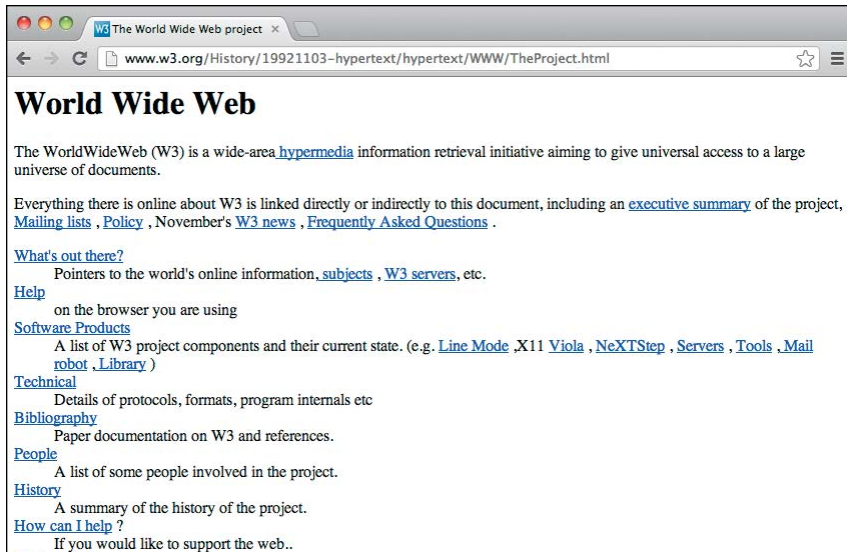 W3 The World Wide Web project ×
www.w3.org/History/19921103-hypertext/hypertext/WWW/TheProject.html
World Wide Web
The WorldWideWeb (W3) is a wide-area hypermedia information retrieval initiative aiming to give universal access to a large
universe of documents.
Everything there is online about W3 is linked directly or indirectly to this document, including an executive summary of the project,
Mailing lists , Policy , November's W3 news , Frequently Asked Questions .
What's out there?
Pointers to the world's online information, subjects , W3 servers, etc.
Help
on the browser you are using
Software Products
A list of W3 project components and their current state. (e.g. Line Mode ,X11 Viola , NeXTStep , Servers , Tools , Mail
robot , Library )
Technical
Details of protocols, formats, program internals etc
Bibliography
Paper documentation on W3 and references.
People
A list of some people involved in the project.
History
A summary of the history of the project.
How can I help ?
If you would like to support the web..